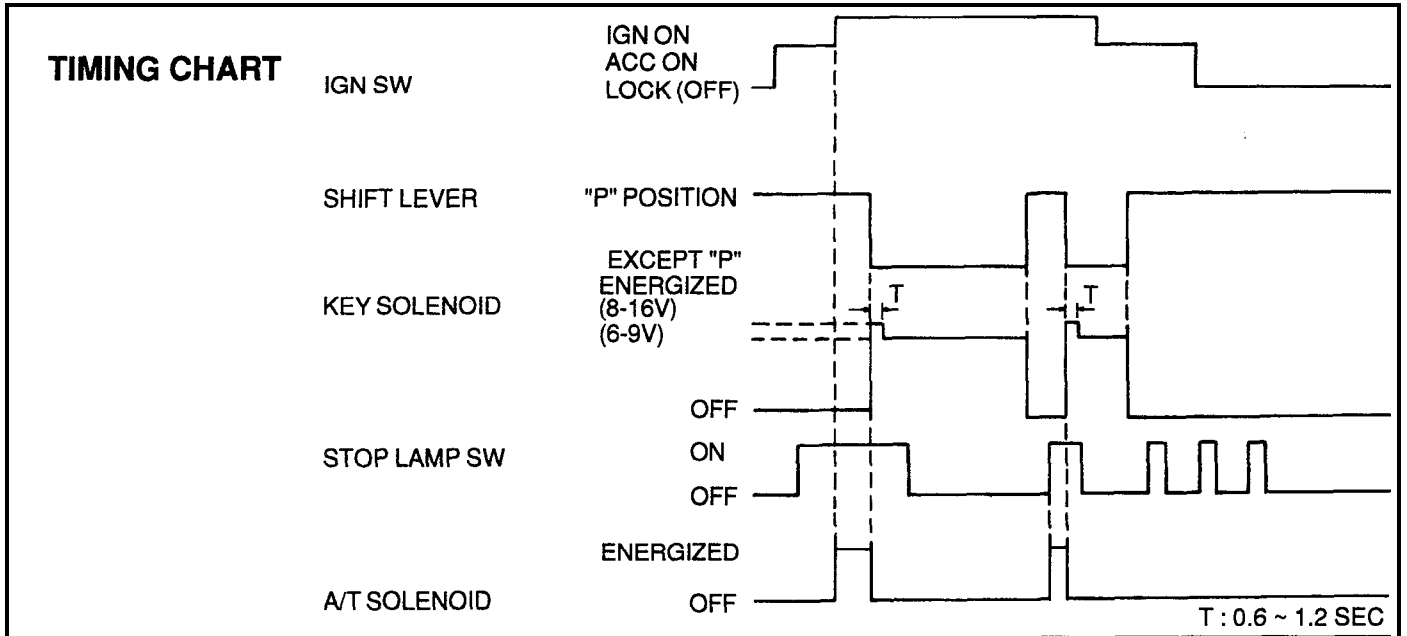 TIMING CHART
IGN SW
IGN ON
ACC ON
LOCK (OFF)
SHIFT LEVER
"P" POSITION
EXCEPT "P"
KEY SOLENOID
ENERGIZED
(8-16V)
(6-9V)
T
T
OFF
STOP LAMP SW
ON
OFF
A/T SOLENOID
ENERGIZED
OFF
T : 0.6 ~ 1.2 SEC